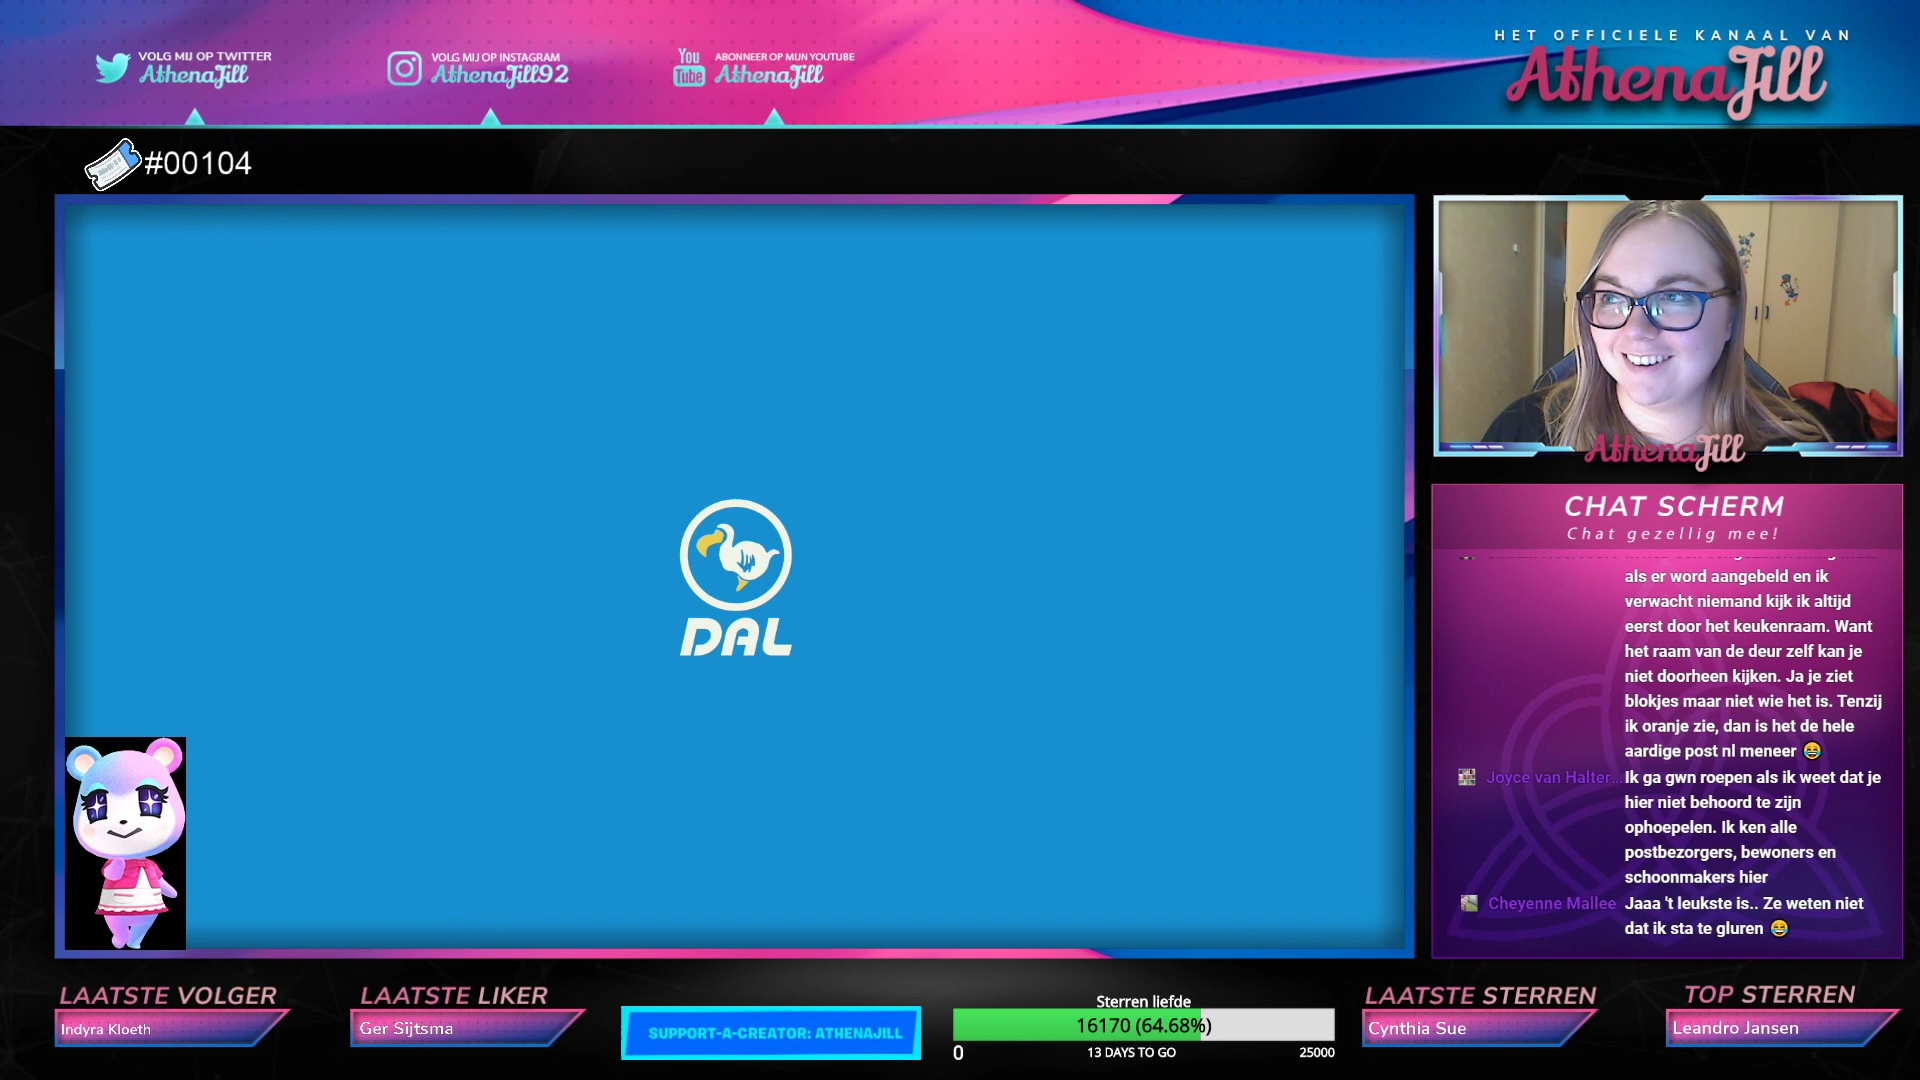 HET OFFICIELE KANAAL VAN
AthenaJill
VOLG MIJ OP TWITTER
AthenaJill
VOLG MIJ OP INSTAGRAM
AthenaJill92
You
Tube
ABONNEER OP MIJN YOUTUBE
AthenaJill
#00104
DAL
AthenaJill
CHAT SCHERM
Chat gezellig mee!
als er word aangebeld en ik
verwacht niemand kijk ik altijd
eerst door het keukenraam. Want
het raam van de deur zelf kan je
niet doorheen kijken. Ja je ziet
blokjes maar niet wie het is. Tenzij
ik oranje zie, dan is het de hele
aardige post nl meneer 😂
Joyce van Halter... Ik ga gwn roepen als ik weet dat je
hier niet behoord te zijn
ophoepelen. Ik ken alle
postbezorgers, bewoners en
schoonmakers hier
Cheyenne Mallee Jaaa 't leukste is.. Ze weten niet
dat ik sta te gluren 😂
LAATSTE VOLGER
Indyra Kloeth
LAATSTE LIKER
Ger Sijtsma
SUPPORT-A-CREATOR: ATHENAJILL
Sterren liefde
16170 (64.68%)
0
13 DAYS TO GO
25000
LAATSTE STERREN
Cynthia Sue
TOP STERREN
Leandro Jansen